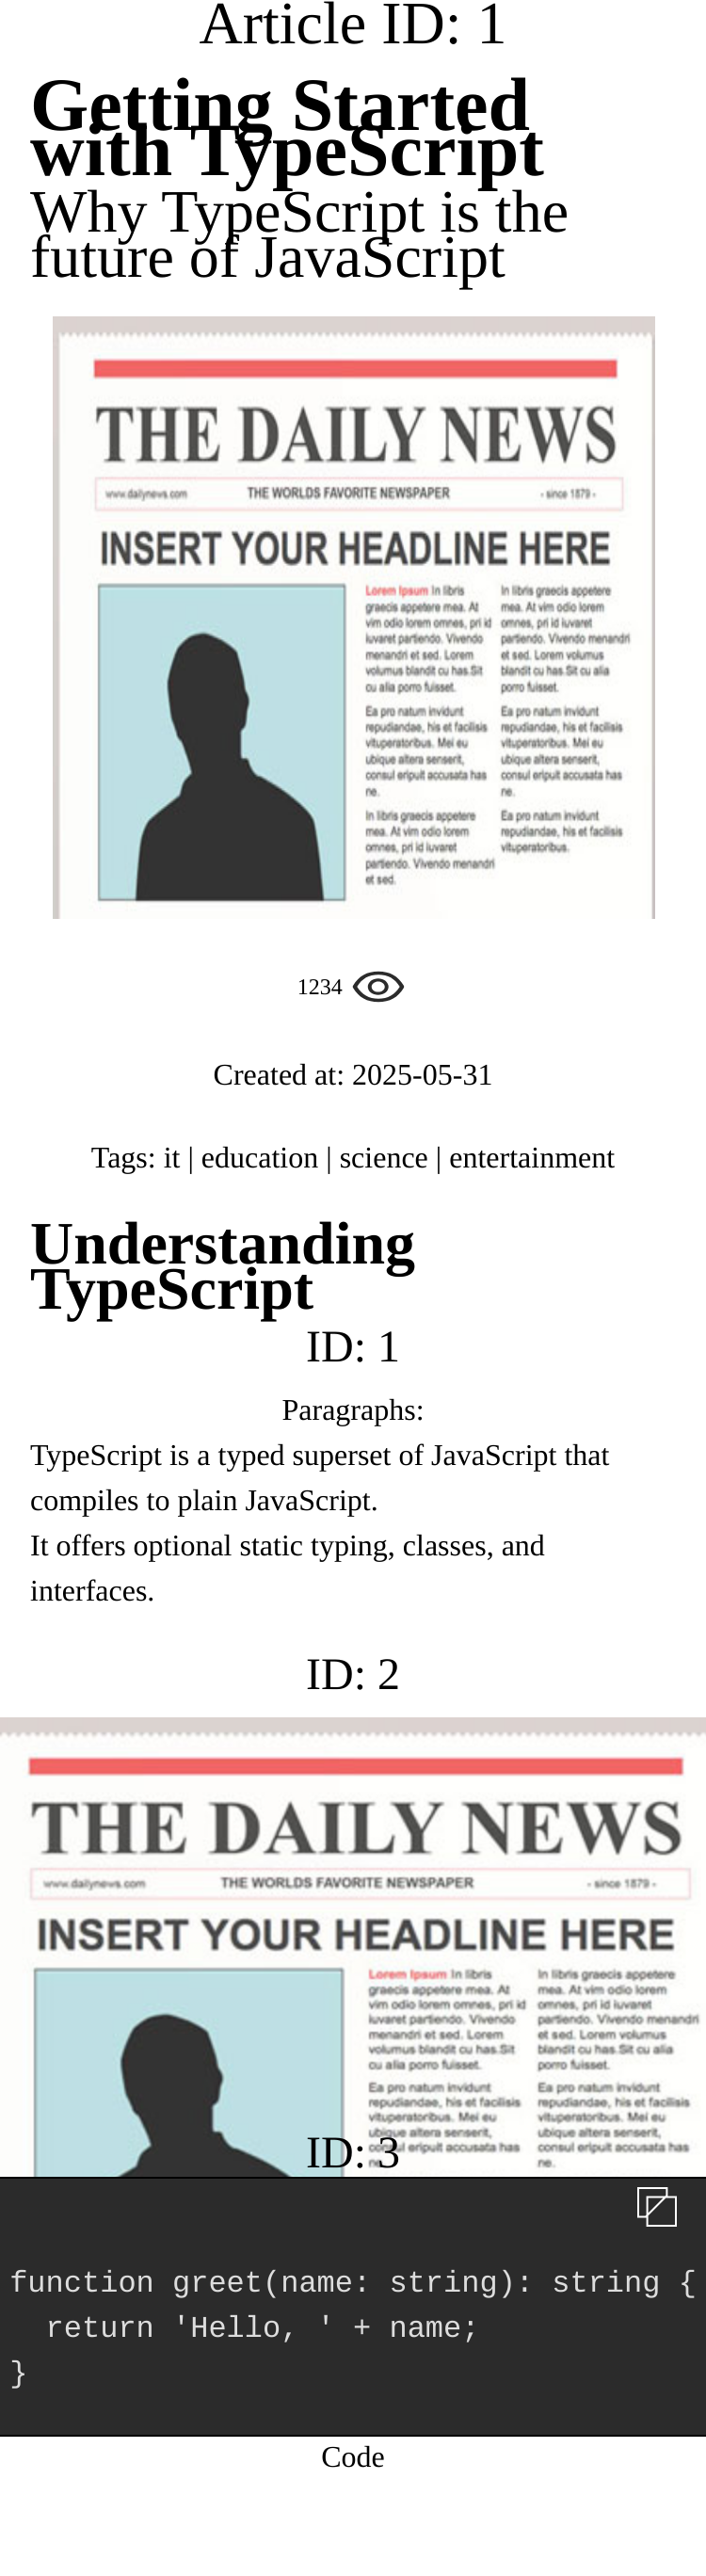 Article ID: 1
Getting Started
with TypeScript
Why TypeScript is the
future of JavaScript
THE DAILY NEWS
www.dailynews.com THE WORLDS FAVORITE NEWSPAPER - since 1879 -
INSERT YOUR HEADLINE HERE
Lorem Ipsum In libris
graecis appetere mea. At
vim odio lorem omnes, pri id
iuvaret partiendo. Vivendo
menandri et sed. Lorem
volumus blandit cu has.Sit
cu alia porro fuisset.
Ea pro natum invidunt
repudiandae, his et facilisis
vituperatoribus. Mei eu
ubique altera senserit,
consul eripuit accusata has
ne.
In libris graecis appetere
mea. At vim odio lorem
omnes, pri id iuvaret
partiendo. Vivendo menandri
et sed.
In libris graecis appetere
mea. At vim odio lorem
omnes, pri id iuvaret
partiendo. Vivendo menandri
et sed. Lorem volumus
blandit cu has.Sit cu alia
porro fuisset.
Ea pro natum invidunt
repudiandae, his et facilisis
vituperatoribus. Mei eu
ubique altera senserit,
consul eripuit accusata has
ne.
Ea pro natum invidunt
repudiandae, his et facilisis
vituperatoribus.
1234
Created at: 2025-05-31
Tags: it | education | science | entertainment
Understanding
TypeScript
ID: 1
Paragraphs:
TypeScript is a typed superset of JavaScript that
compiles to plain JavaScript.
It offers optional static typing, classes, and
interfaces.
ID: 2
THE DAILY NEWS
www.dailynews.com THE WORLDS FAVORITE NEWSPAPER - since 1879 -
INSERT YOUR HEADLINE HERE
Lorem Ipsum In libris
graecis appetere mea. At
vim odio lorem omnes, pri id
iuvaret partiendo. Vivendo
menandri et sed. Lorem
volumus blandit cu has.Sit
cu alia porro fuisset.
Ea pro natum invidunt
repudiandae, his et facilisis
vituperatoribus. Mei eu
ubique altera senserit,
consul eripuit accusata has
ne.
In libris graecis appetere
mea. At vim odio lorem
omnes, pri id iuvaret
partiendo. Vivendo menandri
et sed. Lorem volumus
blandit cu has.Sit cu alia
porro fuisset.
Ea pro natum invidunt
repudiandae, his et facilisis
vituperatoribus. Mei eu
ubique altera senserit,
consul eripuit accusata has
ne.
ID: 3
function greet(name: string): string {
  return 'Hello, ' + name;
}
Code